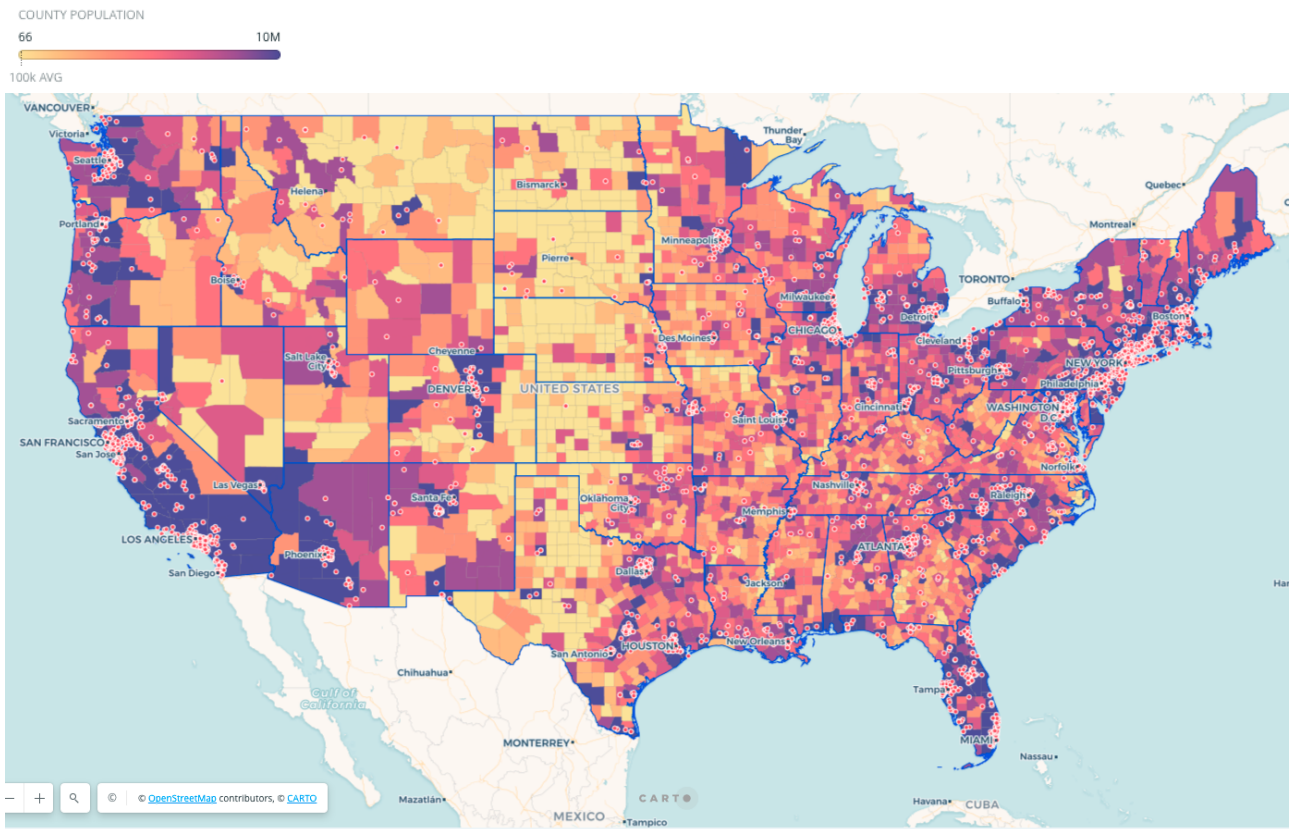 COUNTY POPULATION
66 10M
100k AVG
VANCOUVER
Victoria
Seattle
Thunder
Bay
Quebec
Helena
Bismarck
Montreal
Portland
Minneapolis
Pierre
TORONTO
Boise
Milwaukee
Buffalo
Detroit
Boston
CHICAGO
Des Moines
Cleveland
Salt Lake
City
Cheyenne
NEW YORK
Pittsburgh
DENVER
UNITED STATES
Philadelphia
Cincinnati
WASHINGTON
D.C.
Sacramento
Saint Louis
SAN FRANCISCO
San Jose
Norfolk
Las Vegas
Nashville
Santa Fe
Oklahoma
City
Raleigh
Memphis
LOS ANGELES
Phoenix
ATLANTA
San Diego
Dallas
Jackson
Har
New Orleans
HOUSTON
San Antonio
Chihuahua
Gulf of
California
Tampa
MIAMI
MONTERREY
Nassau
© © OpenStreetMap contributors, © CARTO
Mazatlán
CARTO
Havana
CUBA
MEXICO
Tampico